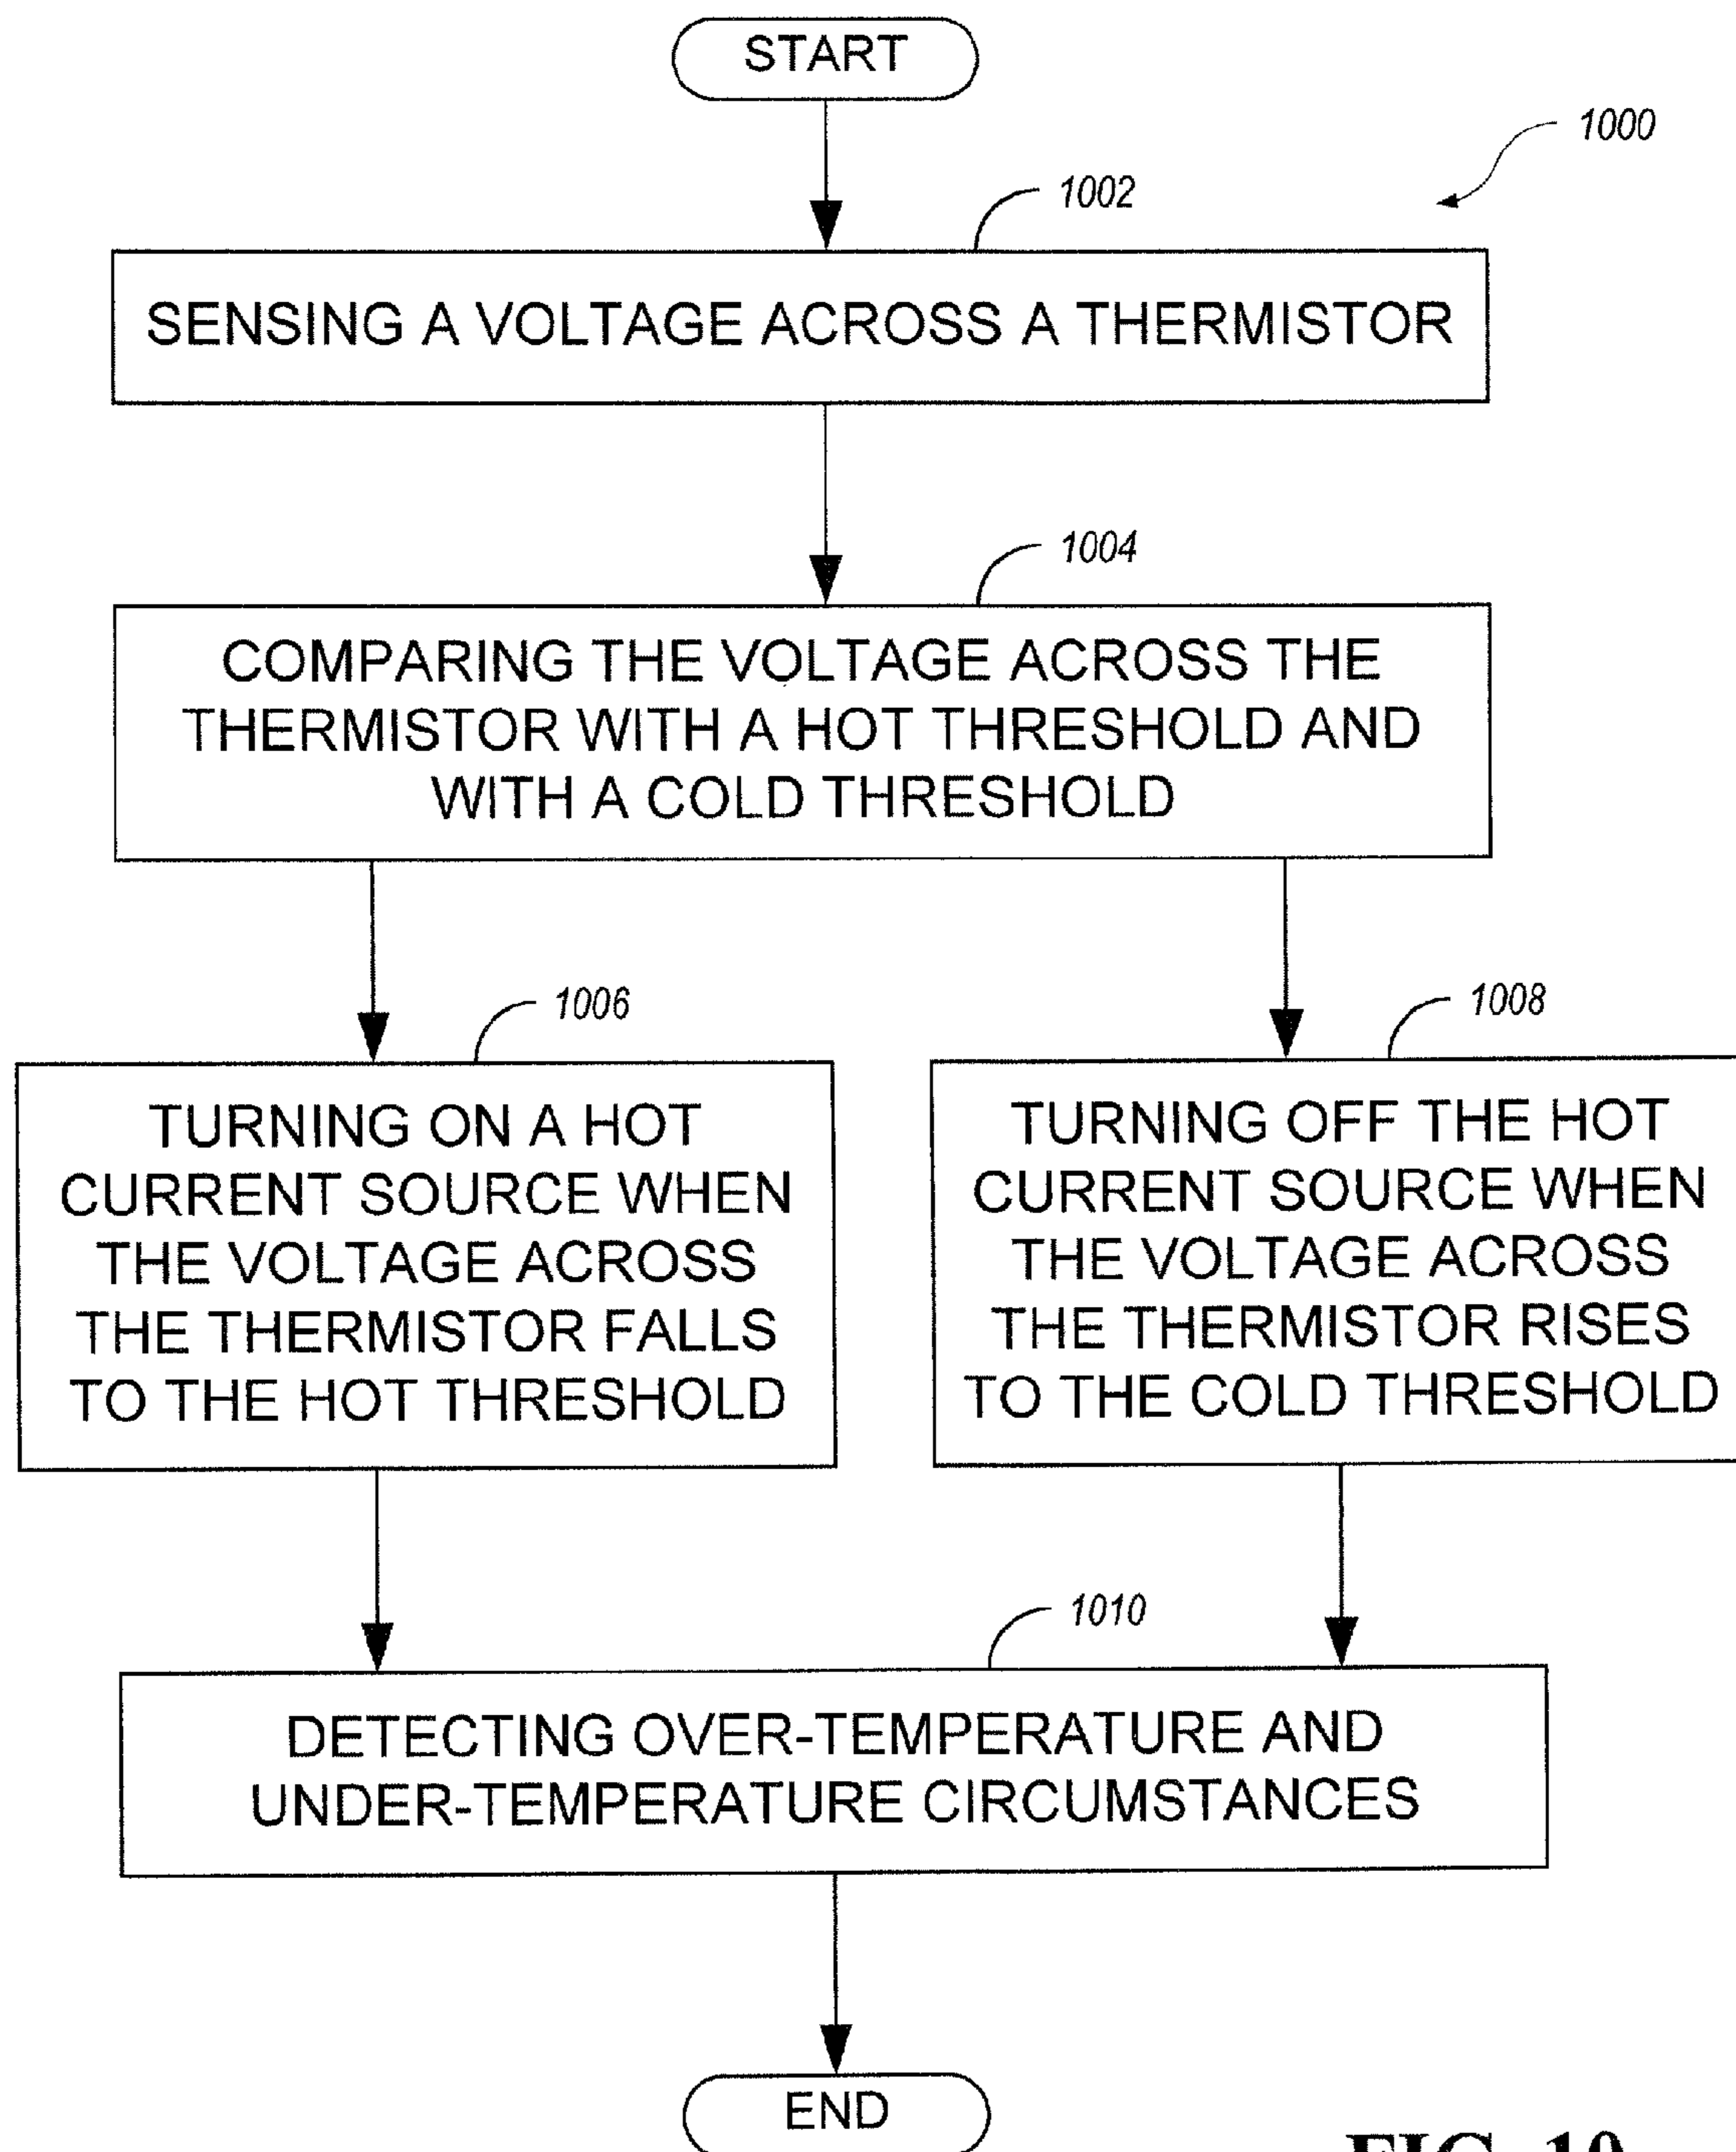 START
1000
1002
SENSING A VOLTAGE ACROSS A THERMISTOR
1004
COMPARING THE VOLTAGE ACROSS THE
THERMISTOR WITH A HOT THRESHOLD AND
WITH A COLD THRESHOLD
1006
TURNING ON A HOT
CURRENT SOURCE WHEN
THE VOLTAGE ACROSS
THE THERMISTOR FALLS
TO THE HOT THRESHOLD
1008
TURNING OFF THE HOT
CURRENT SOURCE WHEN
THE VOLTAGE ACROSS
THE THERMISTOR RISES
TO THE COLD THRESHOLD
1010
DETECTING OVER-TEMPERATURE AND
UNDER-TEMPERATURE CIRCUMSTANCES
END
FIG. 10